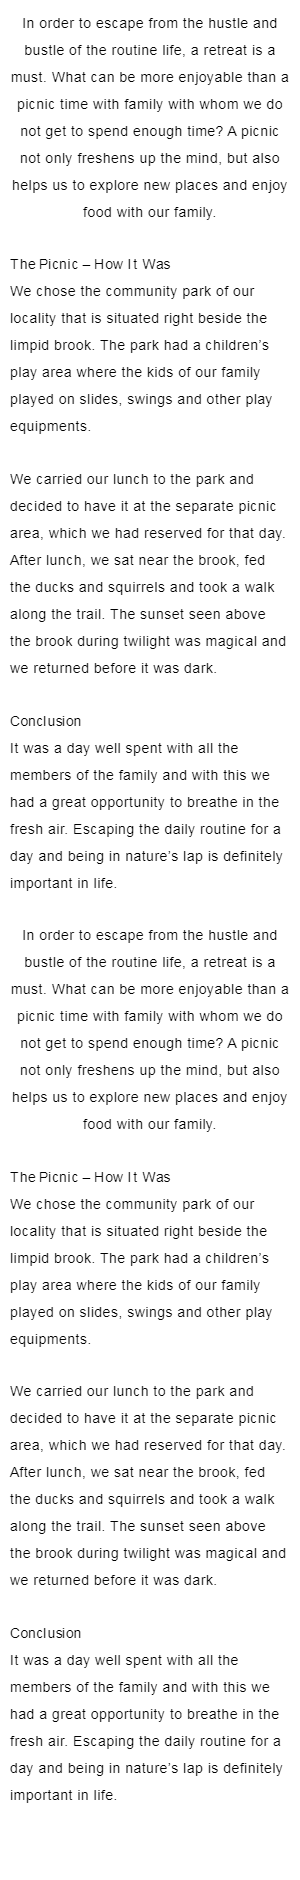 In order to escape from the hustle and
bustle of the routine life, a retreat is a
must. What can be more enjoyable than a
picnic time with family with whom we do
not get to spend enough time? A picnic
not only freshens up the mind, but also
helps us to explore new places and enjoy
food with our family.
The Picnic – How It Was
We chose the community park of our
locality that is situated right beside the
limpid brook. The park had a children’s
play area where the kids of our family
played on slides, swings and other play
equipments.
We carried our lunch to the park and
decided to have it at the separate picnic
area, which we had reserved for that day.
After lunch, we sat near the brook, fed
the ducks and squirrels and took a walk
along the trail. The sunset seen above
the brook during twilight was magical and
we returned before it was dark.
Conclusion
It was a day well spent with all the
members of the family and with this we
had a great opportunity to breathe in the
fresh air. Escaping the daily routine for a
day and being in nature’s lap is definitely
important in life.
In order to escape from the hustle and
bustle of the routine life, a retreat is a
must. What can be more enjoyable than a
picnic time with family with whom we do
not get to spend enough time? A picnic
not only freshens up the mind, but also
helps us to explore new places and enjoy
food with our family.
The Picnic – How It Was
We chose the community park of our
locality that is situated right beside the
limpid brook. The park had a children’s
play area where the kids of our family
played on slides, swings and other play
equipments.
We carried our lunch to the park and
decided to have it at the separate picnic
area, which we had reserved for that day.
After lunch, we sat near the brook, fed
the ducks and squirrels and took a walk
along the trail. The sunset seen above
the brook during twilight was magical and
we returned before it was dark.
Conclusion
It was a day well spent with all the
members of the family and with this we
had a great opportunity to breathe in the
fresh air. Escaping the daily routine for a
day and being in nature’s lap is definitely
important in life.